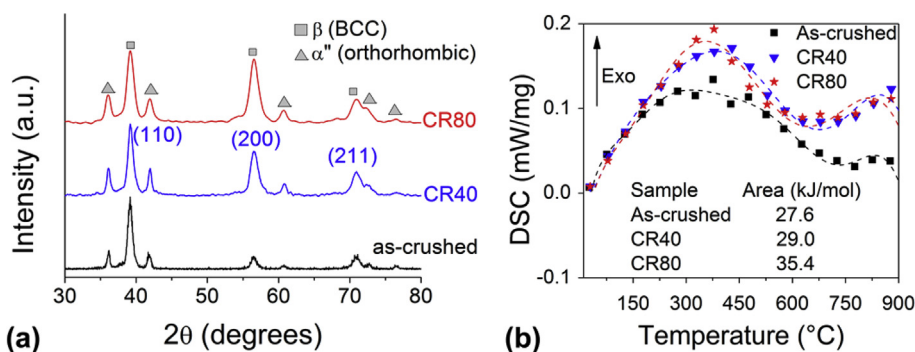 β (BCC)
α" (orthorhombic)
CR80
(110)
(200)
(211)
CR40
as-crushed
Intensity (a.u.)
30 40 50 60 70 80
2θ (degrees)
(a)
0.2
0.1
0.0
-0.1
DSC (mW/mg)
Exo
As-crushed
CR40
CR80
Sample Area (kJ/mol)
As-crushed 27.6
CR40 29.0
CR80 35.4
150 300 450 600 750 900
Temperature (°C)
(b)